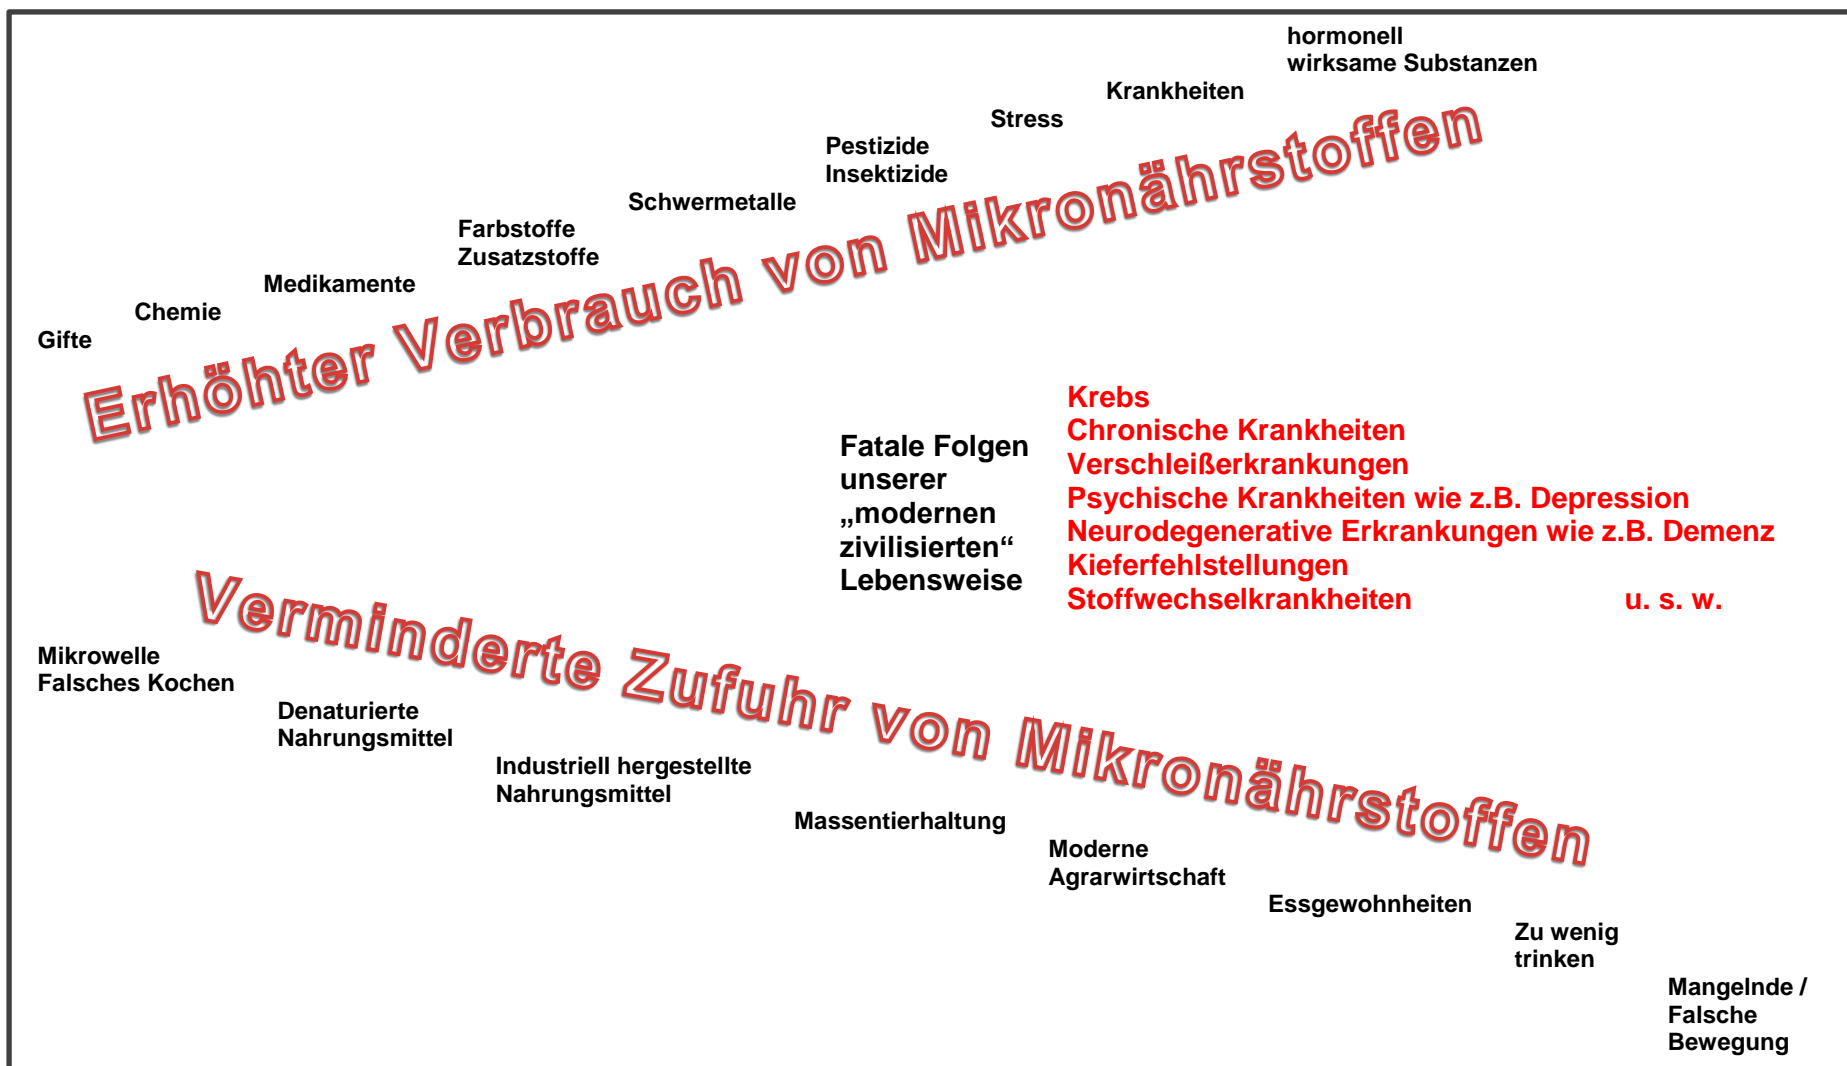 hormonell
wirksame Substanzen
Krankheiten
Stress
Pestizide
Insektizide
Schwermetalle
Farbstoffe
Zusatzstoffe
Medikamente
Chemie
Gifte
Erhöhter Verbrauch von Mikronährstoffen
Fatale Folgen
unserer
„modernen
zivilisierten“
Lebensweise
Krebs
Chronische Krankheiten
Verschleißerkrankungen
Psychische Krankheiten wie z.B. Depression
Neurodegenerative Erkrankungen wie z.B. Demenz
Kieferfehlstellungen
Stoffwechselkrankheiten u. s. w.
Verminderte Zufuhr von Mikronährstoffen
Mikrowelle
Falsches Kochen
Denaturierte
Nahrungsmittel
Industriell hergestellte
Nahrungsmittel
Massentierhaltung
Moderne
Agrarwirtschaft
Essgewohnheiten
Zu wenig
trinken
Mangelnde /
Falsche
Bewegung